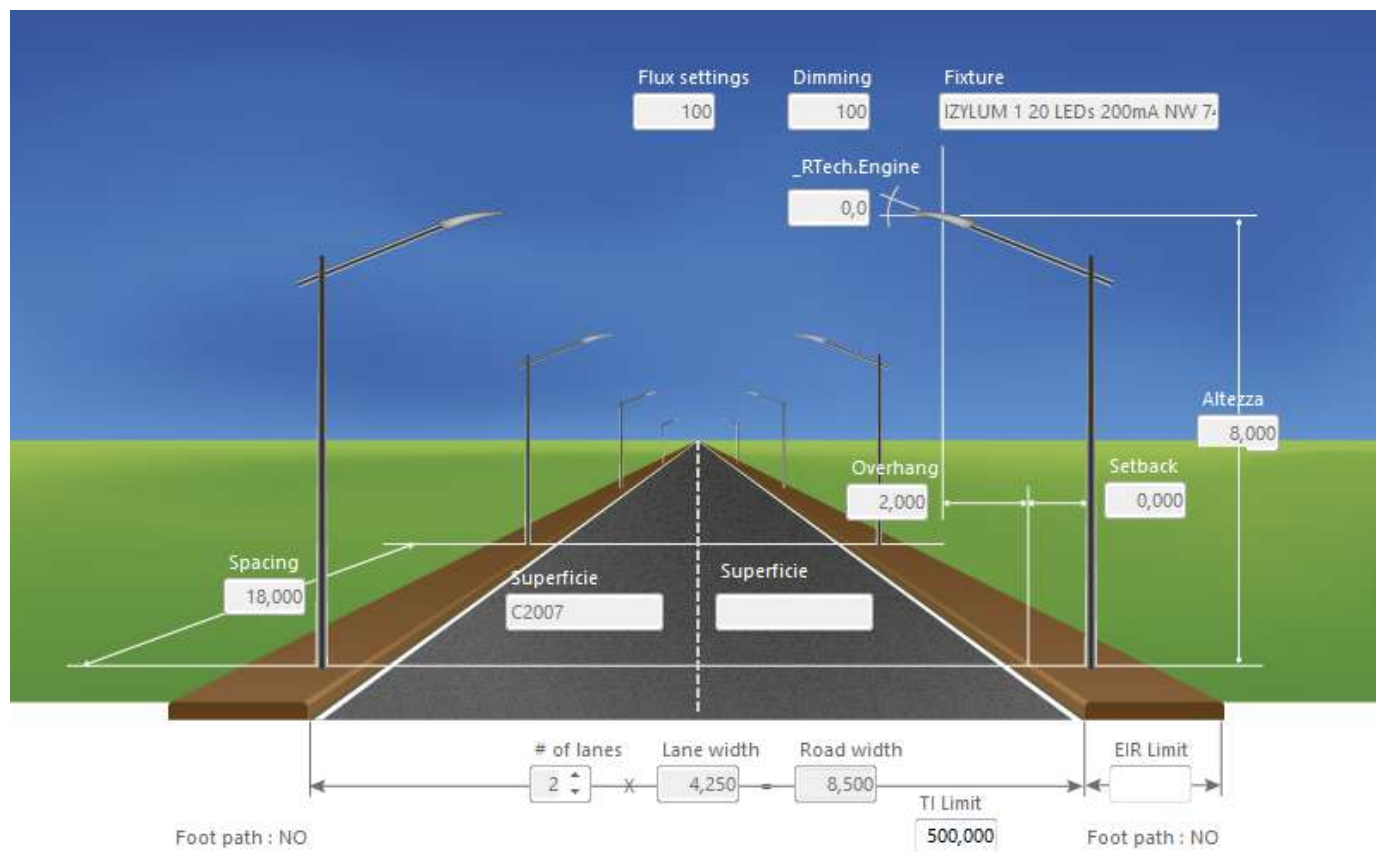 Flux settings Dimming Fixture
100 100 IZYLUM 1 20 LEDs 200mA NW 74
_RTech.Engine
0,0
Altezza
8,000
Overhang Setback
2,000 0,000
Spacing
18,000
Superficie Superficie
C2007
# of lanes Lane width Road width EIR Limit
2 X 4,250 = 8,500
TI Limit
500,000
Foot path : NO Foot path : NO